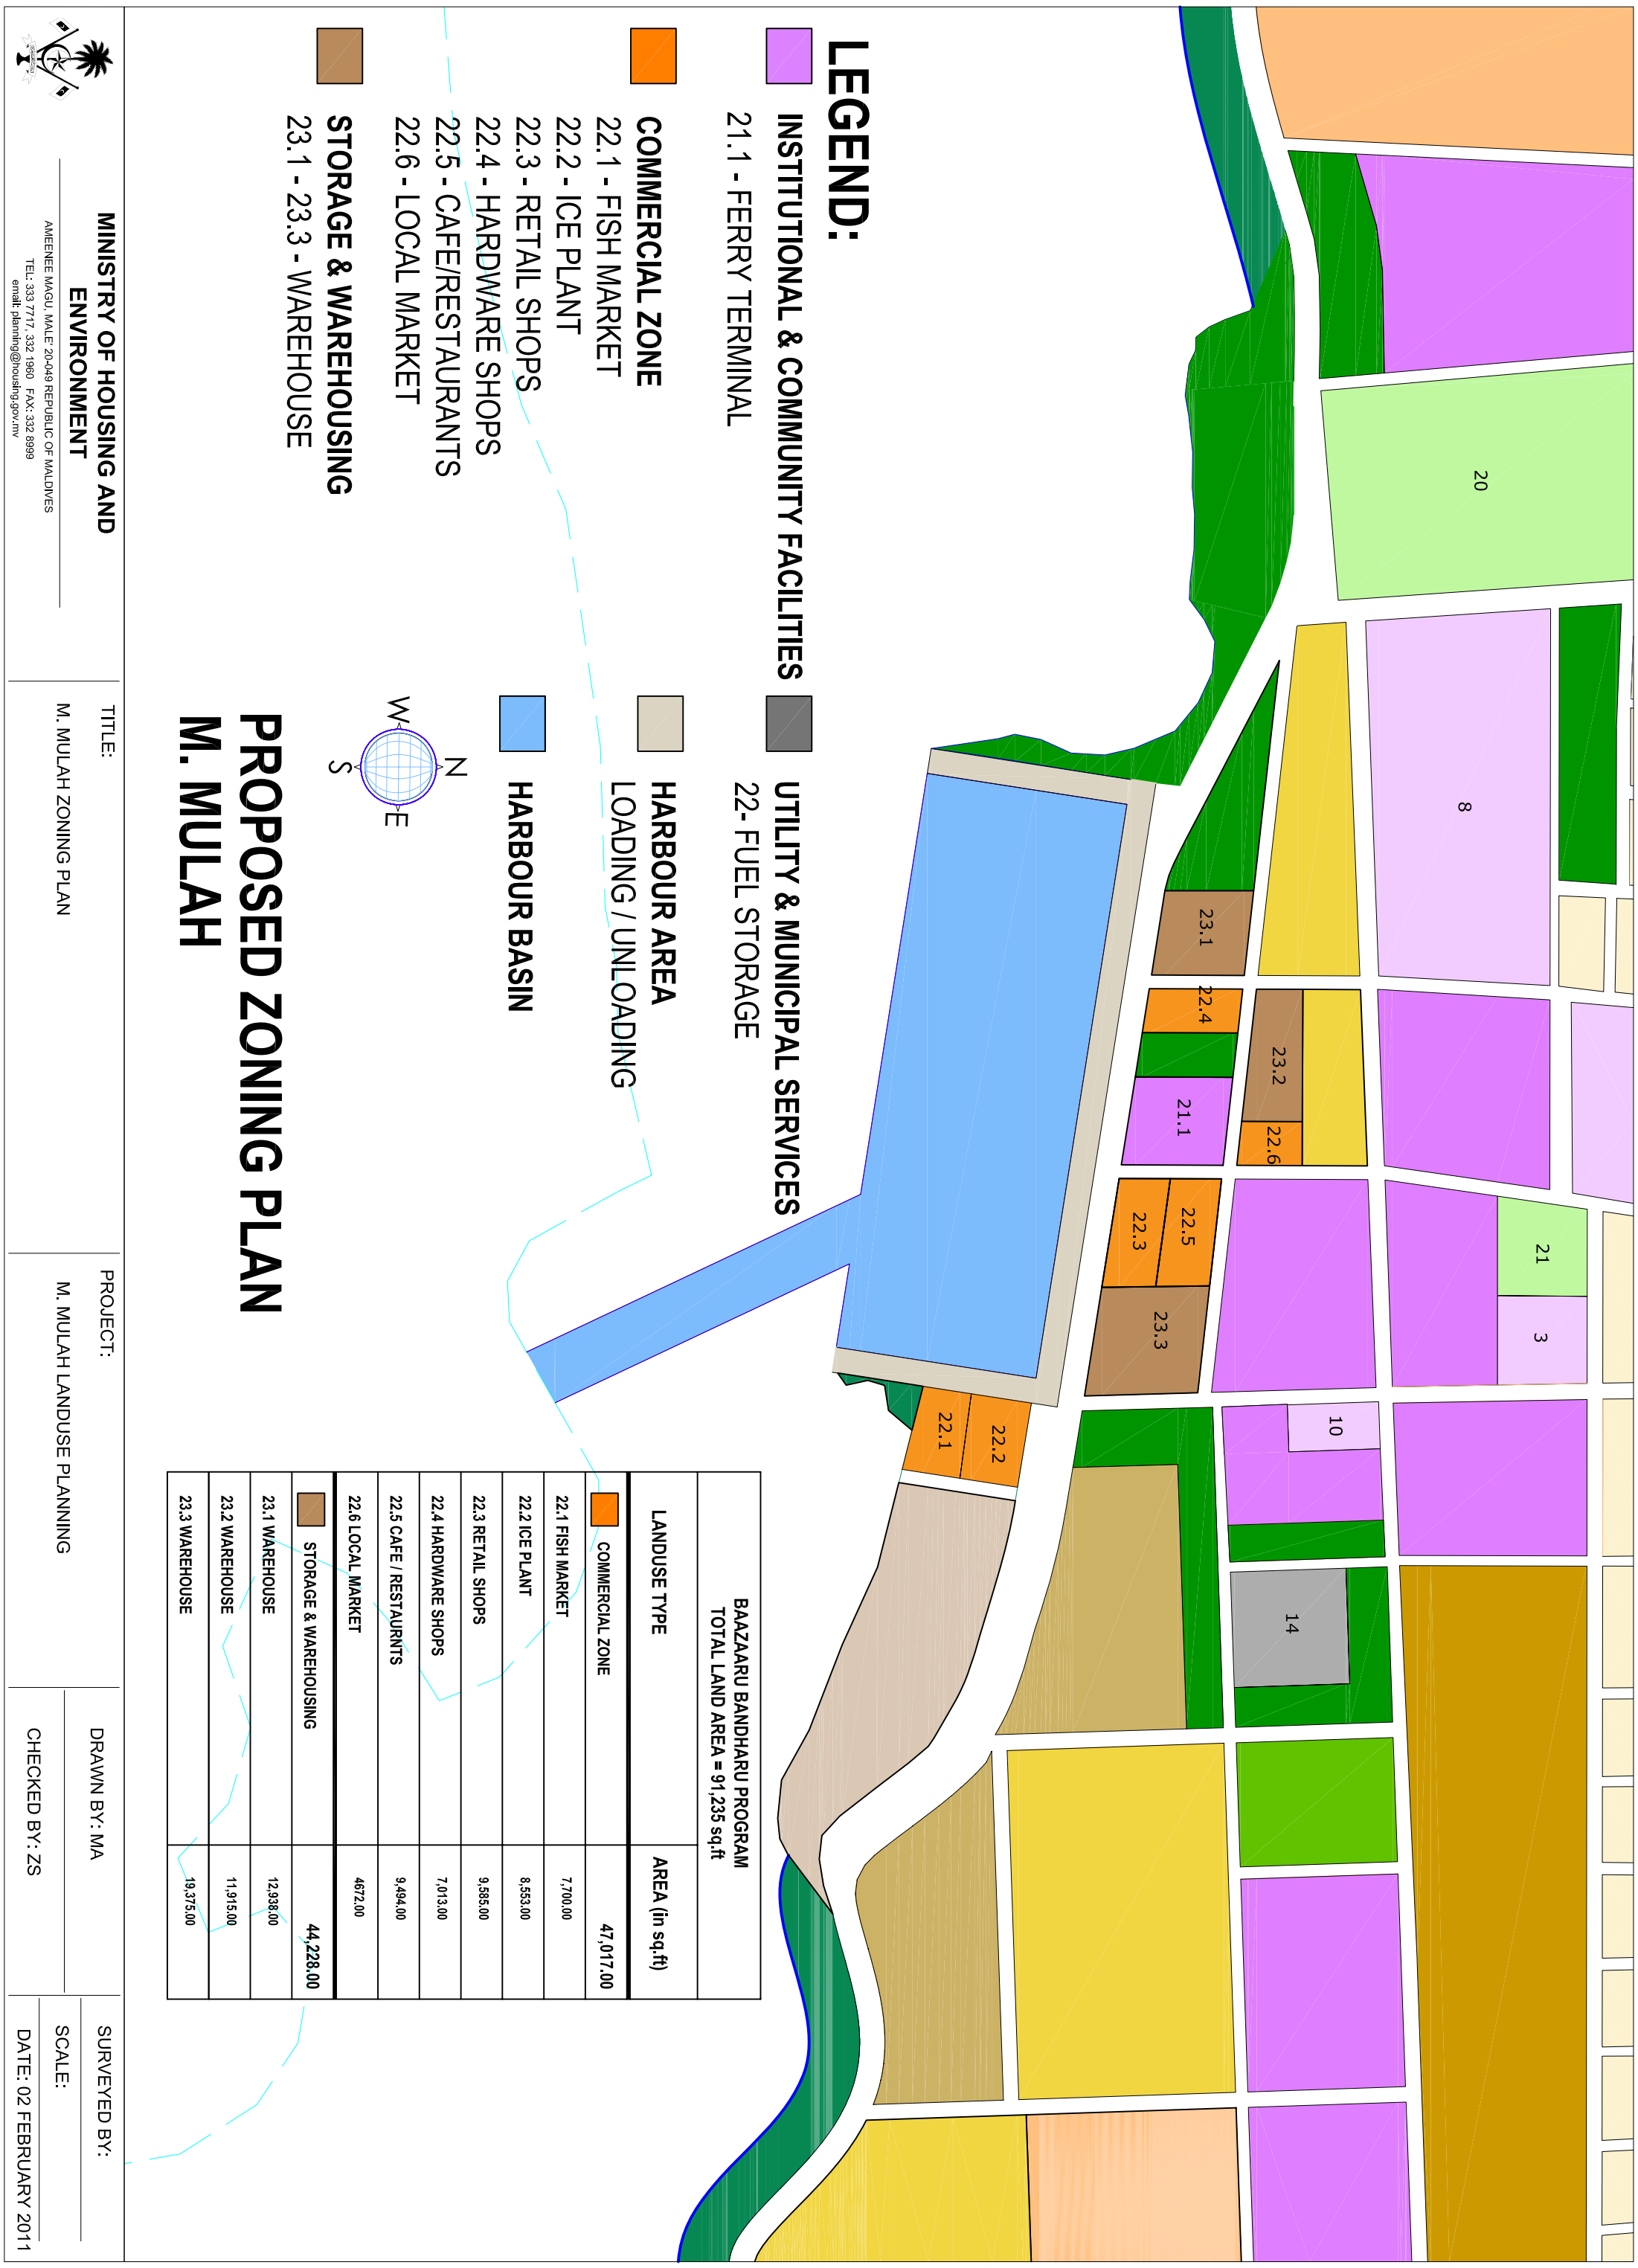 20
8
23.1
22.4
23.2
22.6
21.1
22.5
22.3
23.3
21
3
10
14
22.2
22.1
LEGEND:
INSTITUTIONAL & COMMUNITY FACILITIES
21.1 - FERRY TERMINAL
COMMERCIAL ZONE
22.1 - FISH MARKET
22.2 - ICE PLANT
22.3 - RETAIL SHOPS
22.4 - HARDWARE SHOPS
22.5 - CAFE/RESTAURANTS
22.6 - LOCAL MARKET
STORAGE & WAREHOUSING
23.1 - 23.3 - WAREHOUSE
UTILITY & MUNICIPAL SERVICES
22- FUEL STORAGE
HARBOUR AREA
LOADING / UNLOADING
HARBOUR BASIN
N
W
E
S
PROPOSED ZONING PLAN
M. MULAH
BAAZAARU BANDHARU PROGRAM
TOTAL LAND AREA = 91,235 sq.ft
LANDUSE TYPE AREA (in sq.ft)
COMMERCIAL ZONE 47,017.00
22.1 FISH MARKET 7,700.00
22.2 ICE PLANT 8,553.00
22.3 RETAIL SHOPS 9,585.00
22.4 HARDWARE SHOPS 7,013.00
22.5 CAFE / RESTAURNTS 9,494.00
22.6 LOCAL MARKET 4672.00
STORAGE & WAREHOUSING 44,228.00
23.1 WAREHOUSE 12,938.00
23.2 WAREHOUSE 11,915.00
23.3 WAREHOUSE 19,375.00
MINISTRY OF HOUSING AND
ENVIRONMENT
AMEENEE MAGU, MALE' 20-049 REPUBLIC OF MALDIVES
TEL: 333 7717, 332 1960 FAX: 332 8999
email: planning@housing.gov.mv
TITLE:
M. MULAH ZONING PLAN
PROJECT:
M. MULAH LANDUSE PLANNING
DRAWN BY: MA
CHECKED BY: ZS
SURVEYED BY:
SCALE:
DATE: 02 FEBRUARY 2011